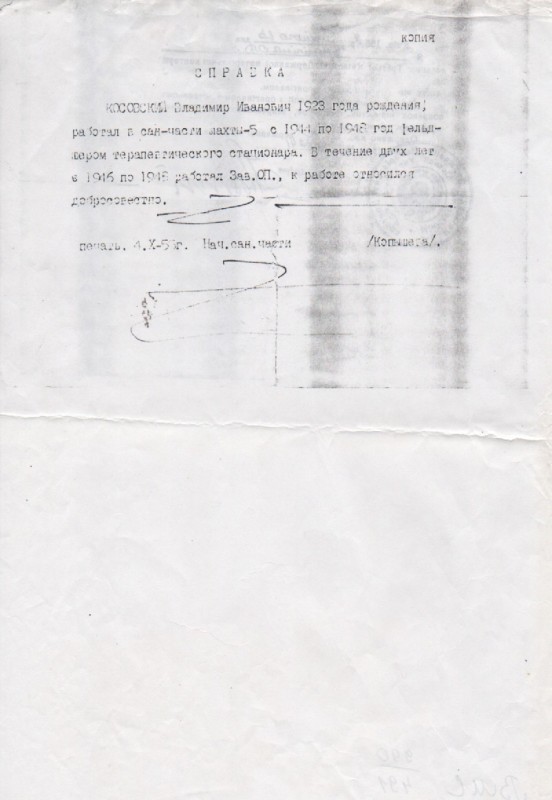 копия
СПРАВКА
КОСОВСКИЙ Владимир Иванович 1923 года рождения,
работал в сан-части шахты-5 с 1944 по 1948 год фельд-
шером терапевтического стационара. В течение двух лет
с 1946 по 1948 работал Зав.ОП., к работе относился
добросовестно.
печать. 4.X-5 г. Нач.сан.части